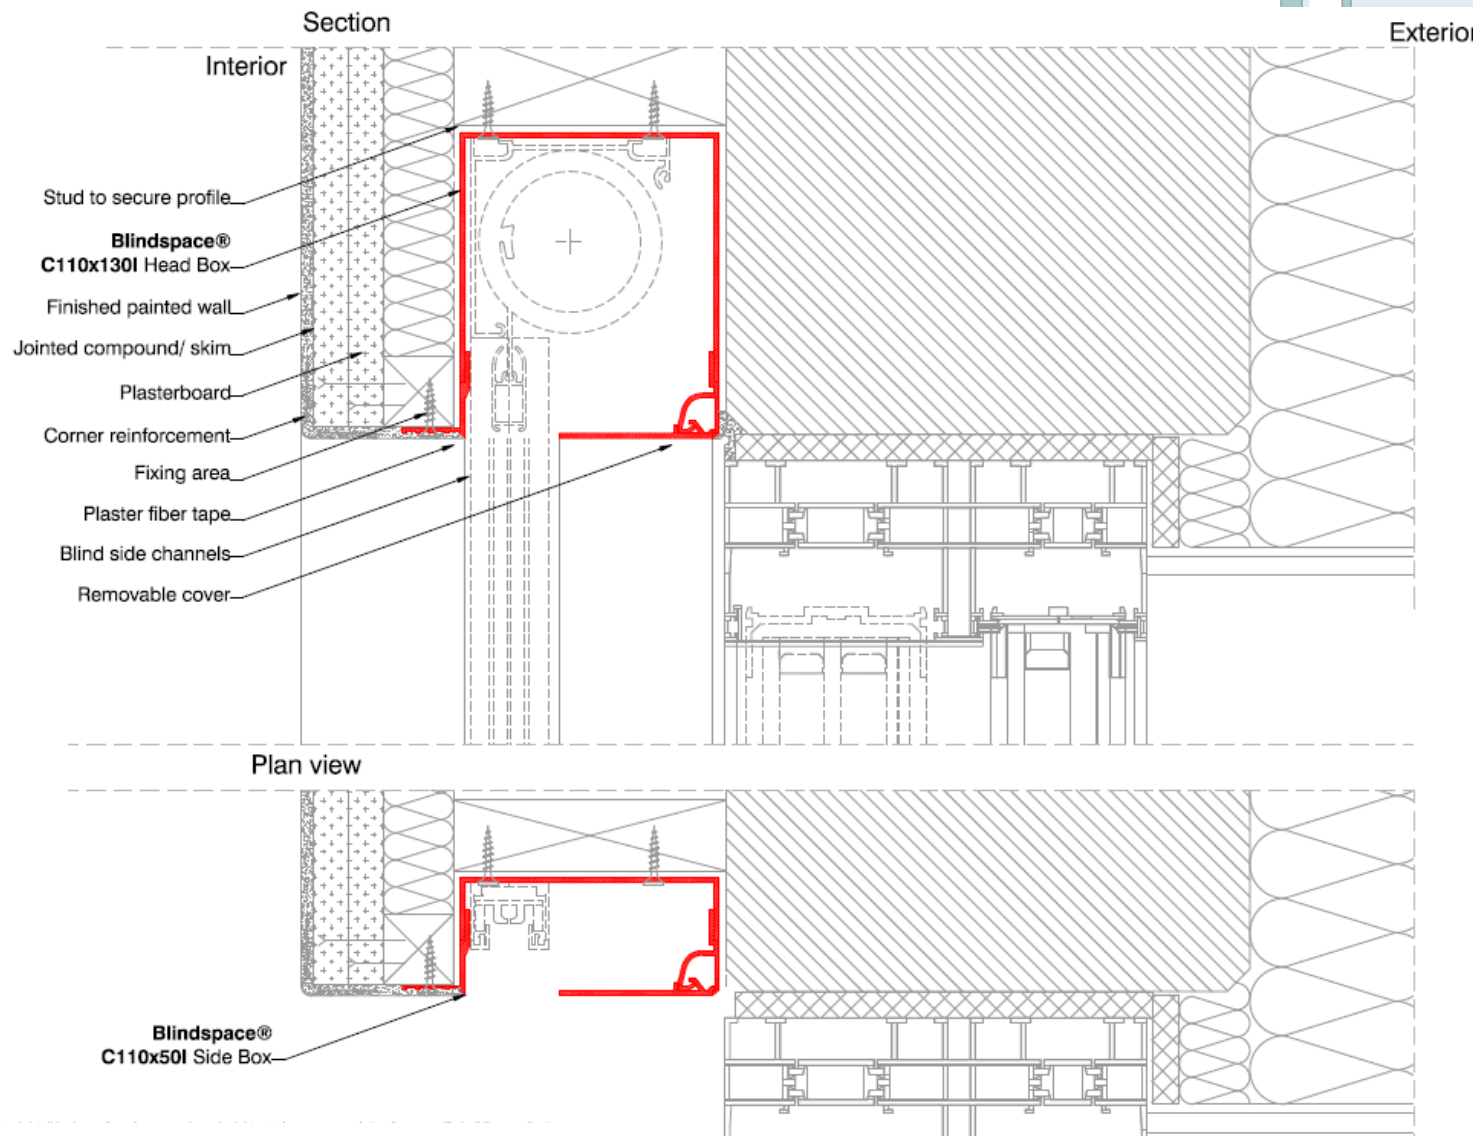 Section
Exterior
Interior
Stud to secure profile
Blindspace®
C110x130I Head Box
Finished painted wall
Jointed compound/ skim
Plasterboard
Corner reinforcement
Fixing area
Plaster fiber tape
Blind side channels
Removable cover
Plan view
Blindspace®
C110x50I Side Box